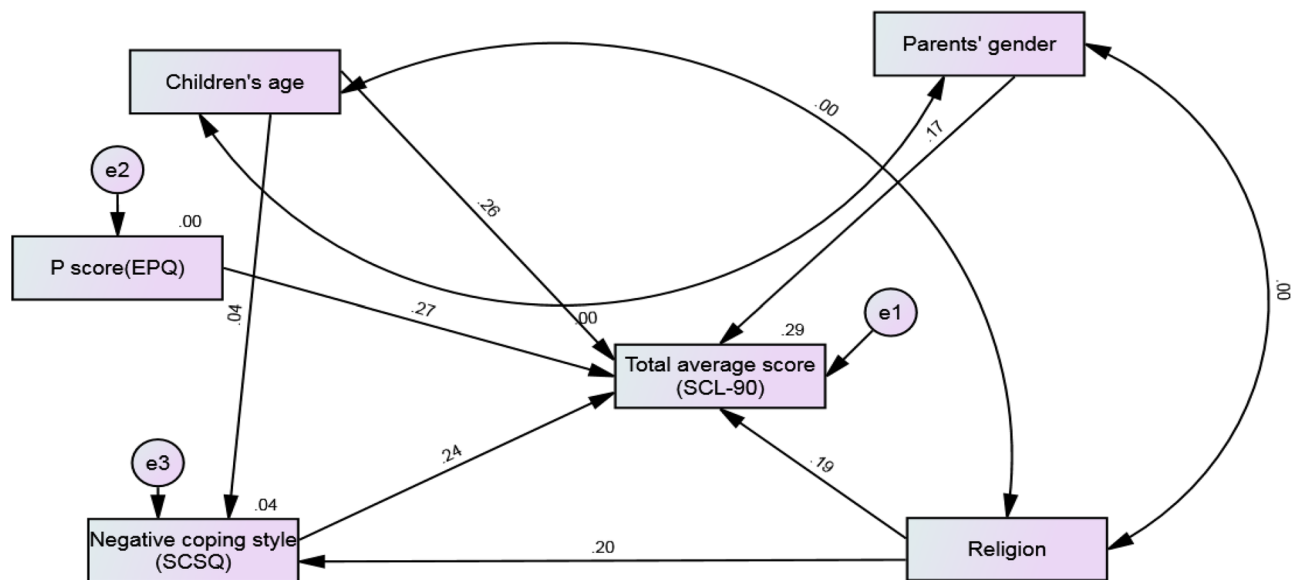 Parents' gender
Children's age
.00
.17
e2
.26
.00
P score(EPQ)
.27
.04
.00
.00
e1
.29
Total average score
(SCL-90)
.24
e3
.19
.04
Negative coping style
(SCSQ)
.20
Religion